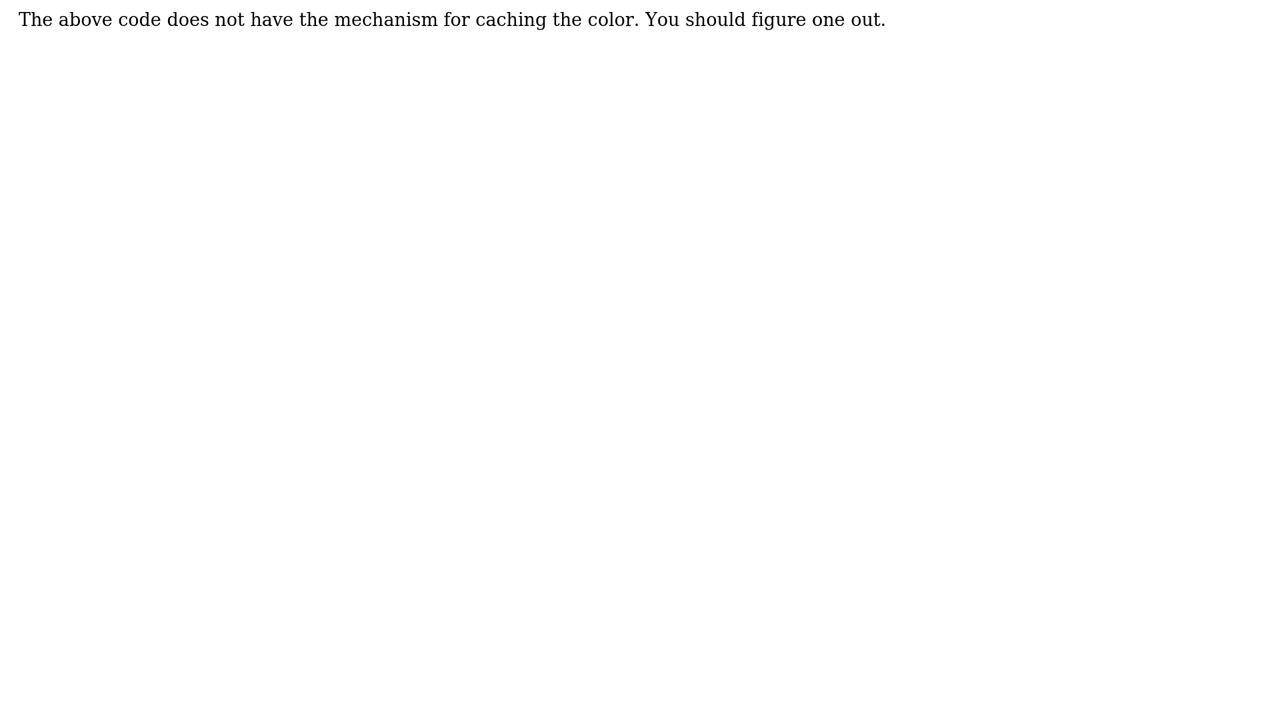 The above code does not have the mechanism for caching the color. You should figure one out.